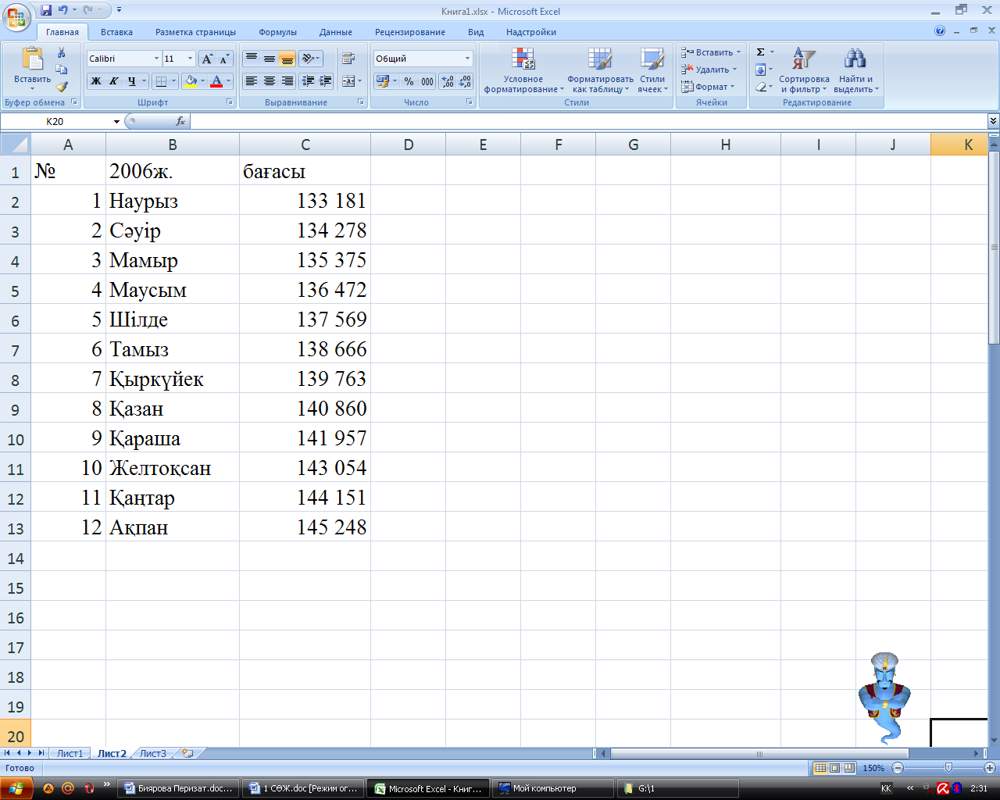 Книга1.xlsx - Microsoft Excel
Главная Вставка Разметка страницы Формулы Данные Рецензирование Вид Надстройки
Вставить
Calibri 11
Ж К Ч
Общий
% 000
Условное форматирование
Форматировать как таблицу
Стили ячеек
Вставить
Удалить
Формат
Сортировка и фильтр
Найти и выделить
Буфер обмена Шрифт Выравнивание Число Стили Ячейки Редактирование
K20 fx
A B C D E F G H I J K
1 № 2006ж. бағасы
2 1 Наурыз 133 181
3 2 Сәуір 134 278
4 3 Мамыр 135 375
5 4 Маусым 136 472
6 5 Шілде 137 569
7 6 Тамыз 138 666
8 7 Қыркүйек 139 763
9 8 Қазан 140 860
10 9 Қараша 141 957
11 10 Желтоқсан 143 054
12 11 Қаңтар 144 151
13 12 Ақпан 145 248
14
15
16
17
18
19
20
Лист1 Лист2 Лист3
Готово 150%
Биярова Перизат.doc... 1 СӨЖ.doc [Режим ог... Microsoft Excel - Книг... Мой компьютер G:\1 KK 2:31